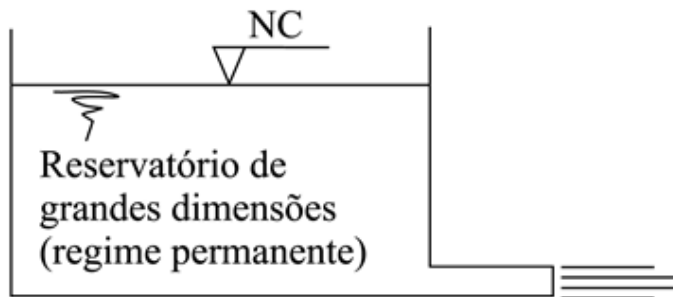 NC
Reservatório de
grandes dimensões
(regime permanente)